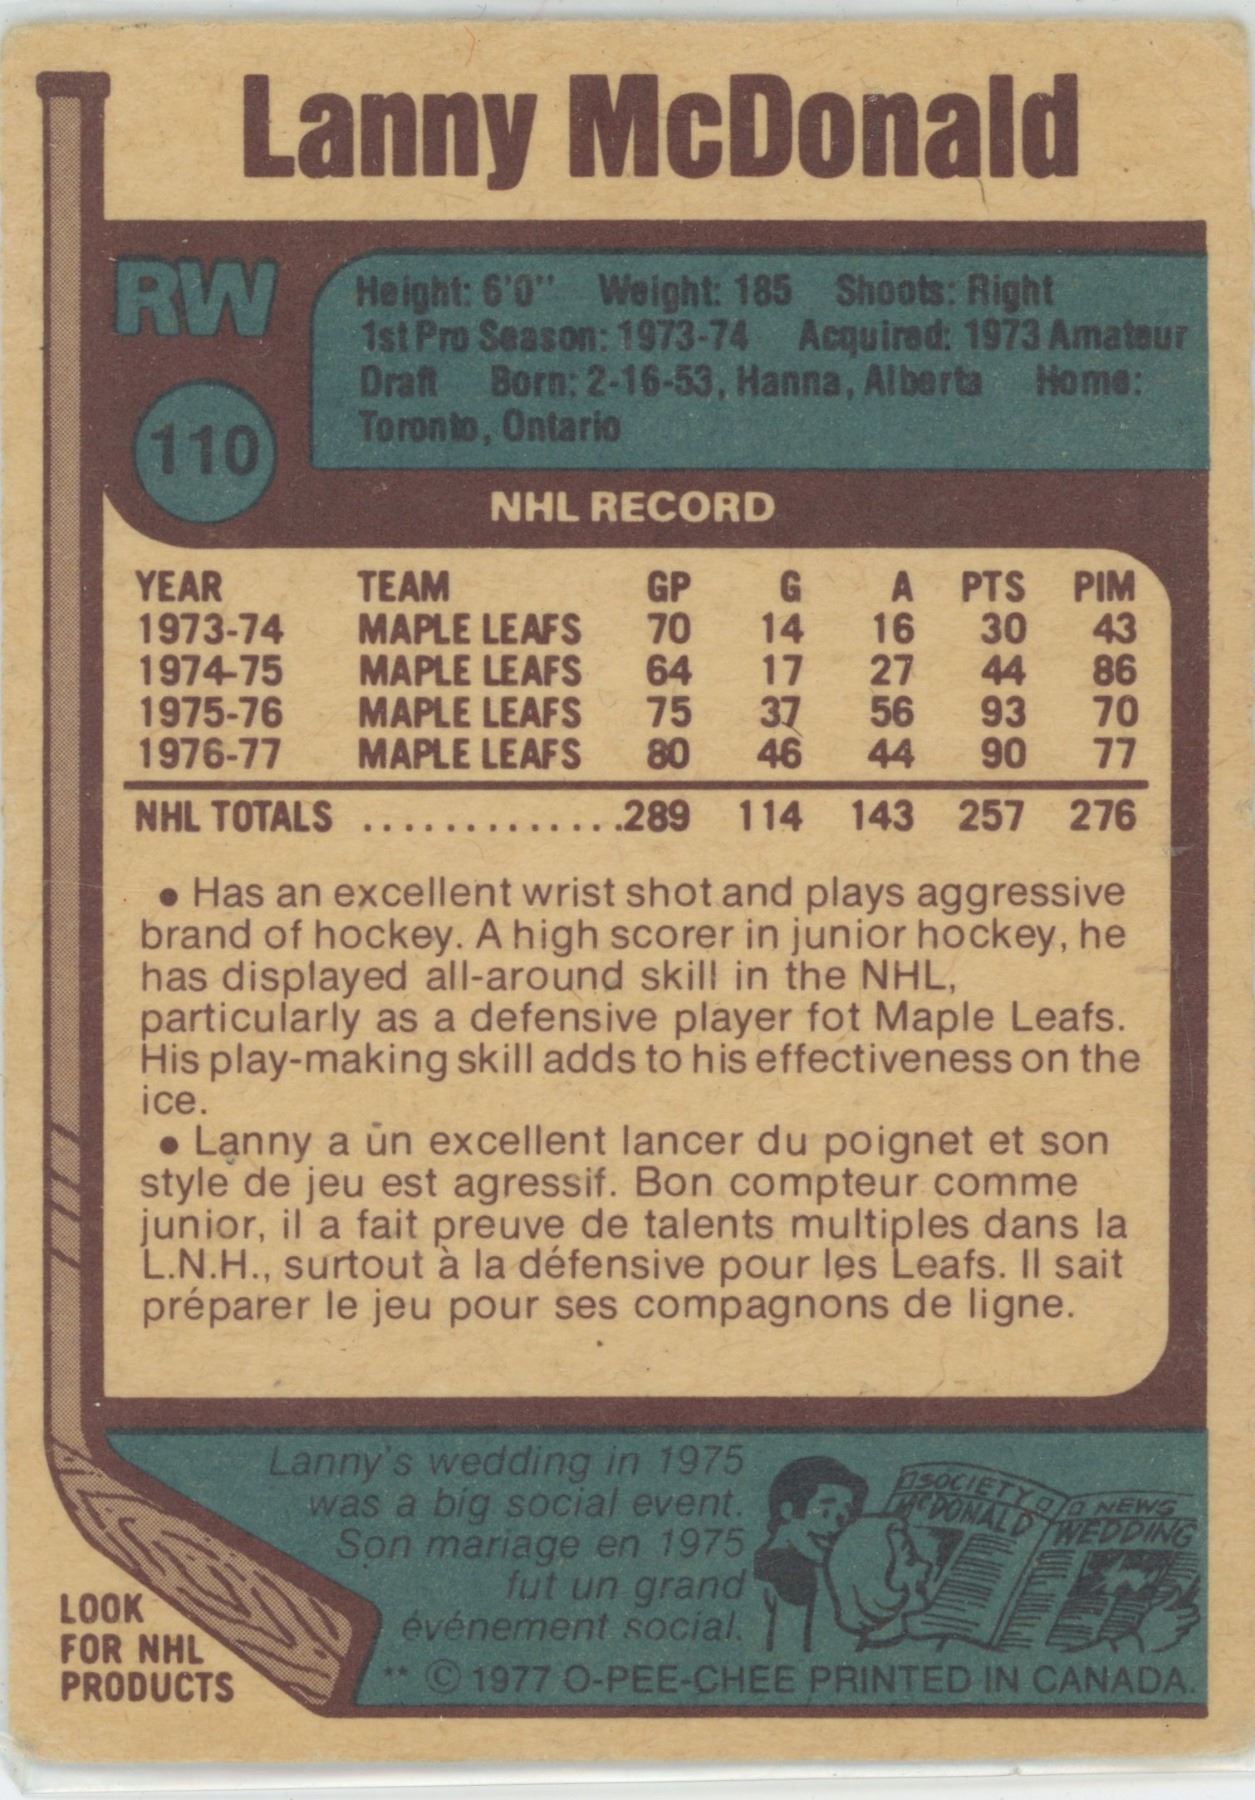 Lanny McDonald
RW
Height: 6'0" Weight: 185 Shoots: Right
1st Pro Season: 1973-74 Acquired: 1973 Amateur
Draft Born: 2-16-53, Hanna, Alberta Home:
Toronto, Ontario
110
NHL RECORD
YEAR TEAM GP G A PTS PIM
1973-74 MAPLE LEAFS 70 14 16 30 43
1974-75 MAPLE LEAFS 64 17 27 44 86
1975-76 MAPLE LEAFS 75 37 56 93 70
1976-77 MAPLE LEAFS 80 46 44 90 77
NHL TOTALS ..............289 114 143 257 276
• Has an excellent wrist shot and plays aggressive
brand of hockey. A high scorer in junior hockey, he
has displayed all-around skill in the NHL,
particularly as a defensive player fot Maple Leafs.
His play-making skill adds to his effectiveness on the
ice.
• Lanny a un excellent lancer du poignet et son
style de jeu est agressif. Bon compteur comme
junior, il a fait preuve de talents multiples dans la
L.N.H., surtout à la défensive pour les Leafs. Il sait
préparer le jeu pour ses compagnons de ligne.
Lanny's wedding in 1975
was a big social event.
Son mariage en 1975
fut un grand
événement social.
SOCIETY
McDONALD
NEWS
WEDDING
LOOK
FOR NHL
PRODUCTS
** © 1977 O-PEE-CHEE PRINTED IN CANADA.